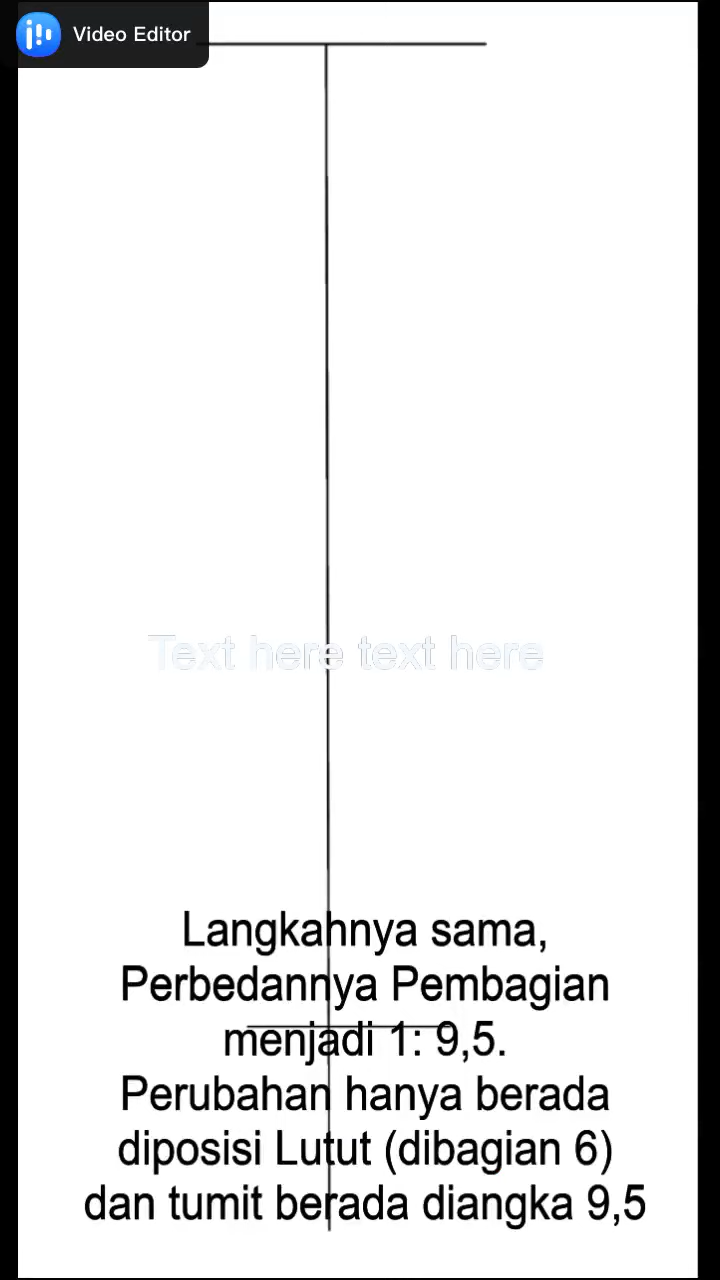 Video Editor
Text here text here
Langkahnya sama,
Perbedannya Pembagian
menjadi 1: 9,5.
Perubahan hanya berada
diposisi Lutut (dibagian 6)
dan tumit berada diangka 9,5